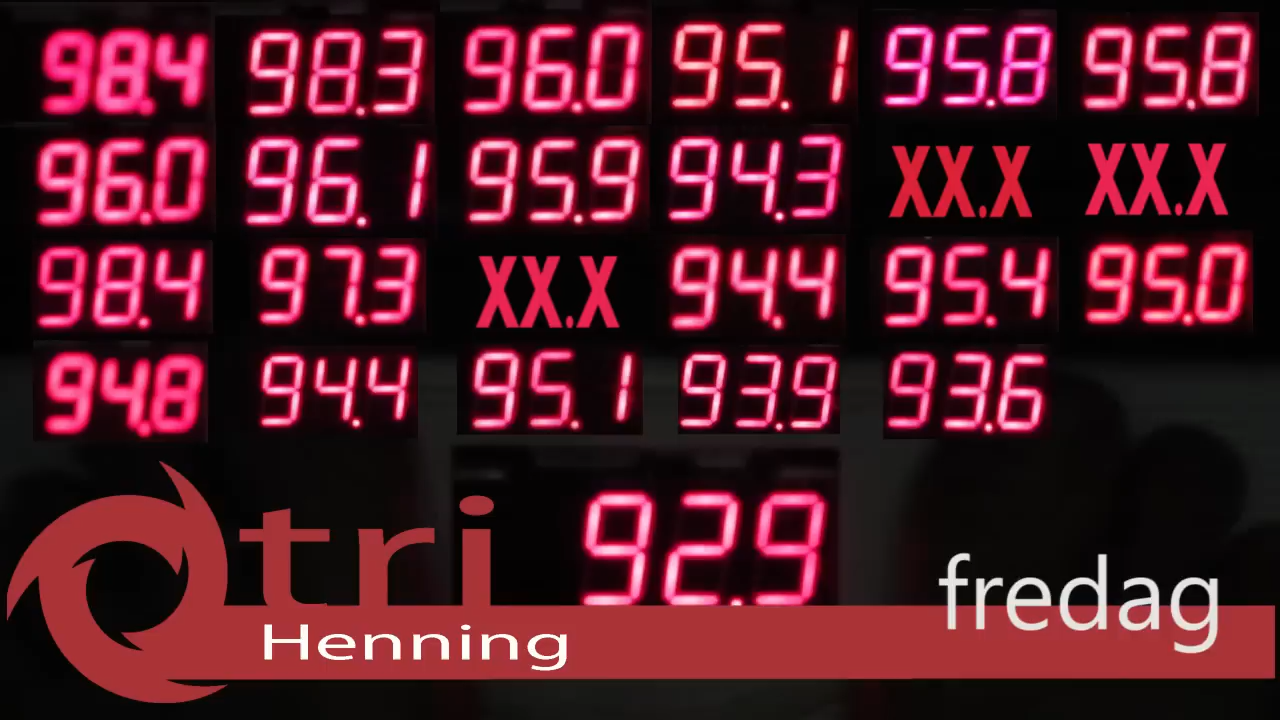 98.4 98.3 96.0 95.1 95.8 95.8
96.0 96.1 95.9 94.3 XX.X XX.X
98.4 97.3 XX.X 94.4 95.4 95.0
94.8 94.4 95.1 93.9 93.6
92.9
tri
Henning
fredag